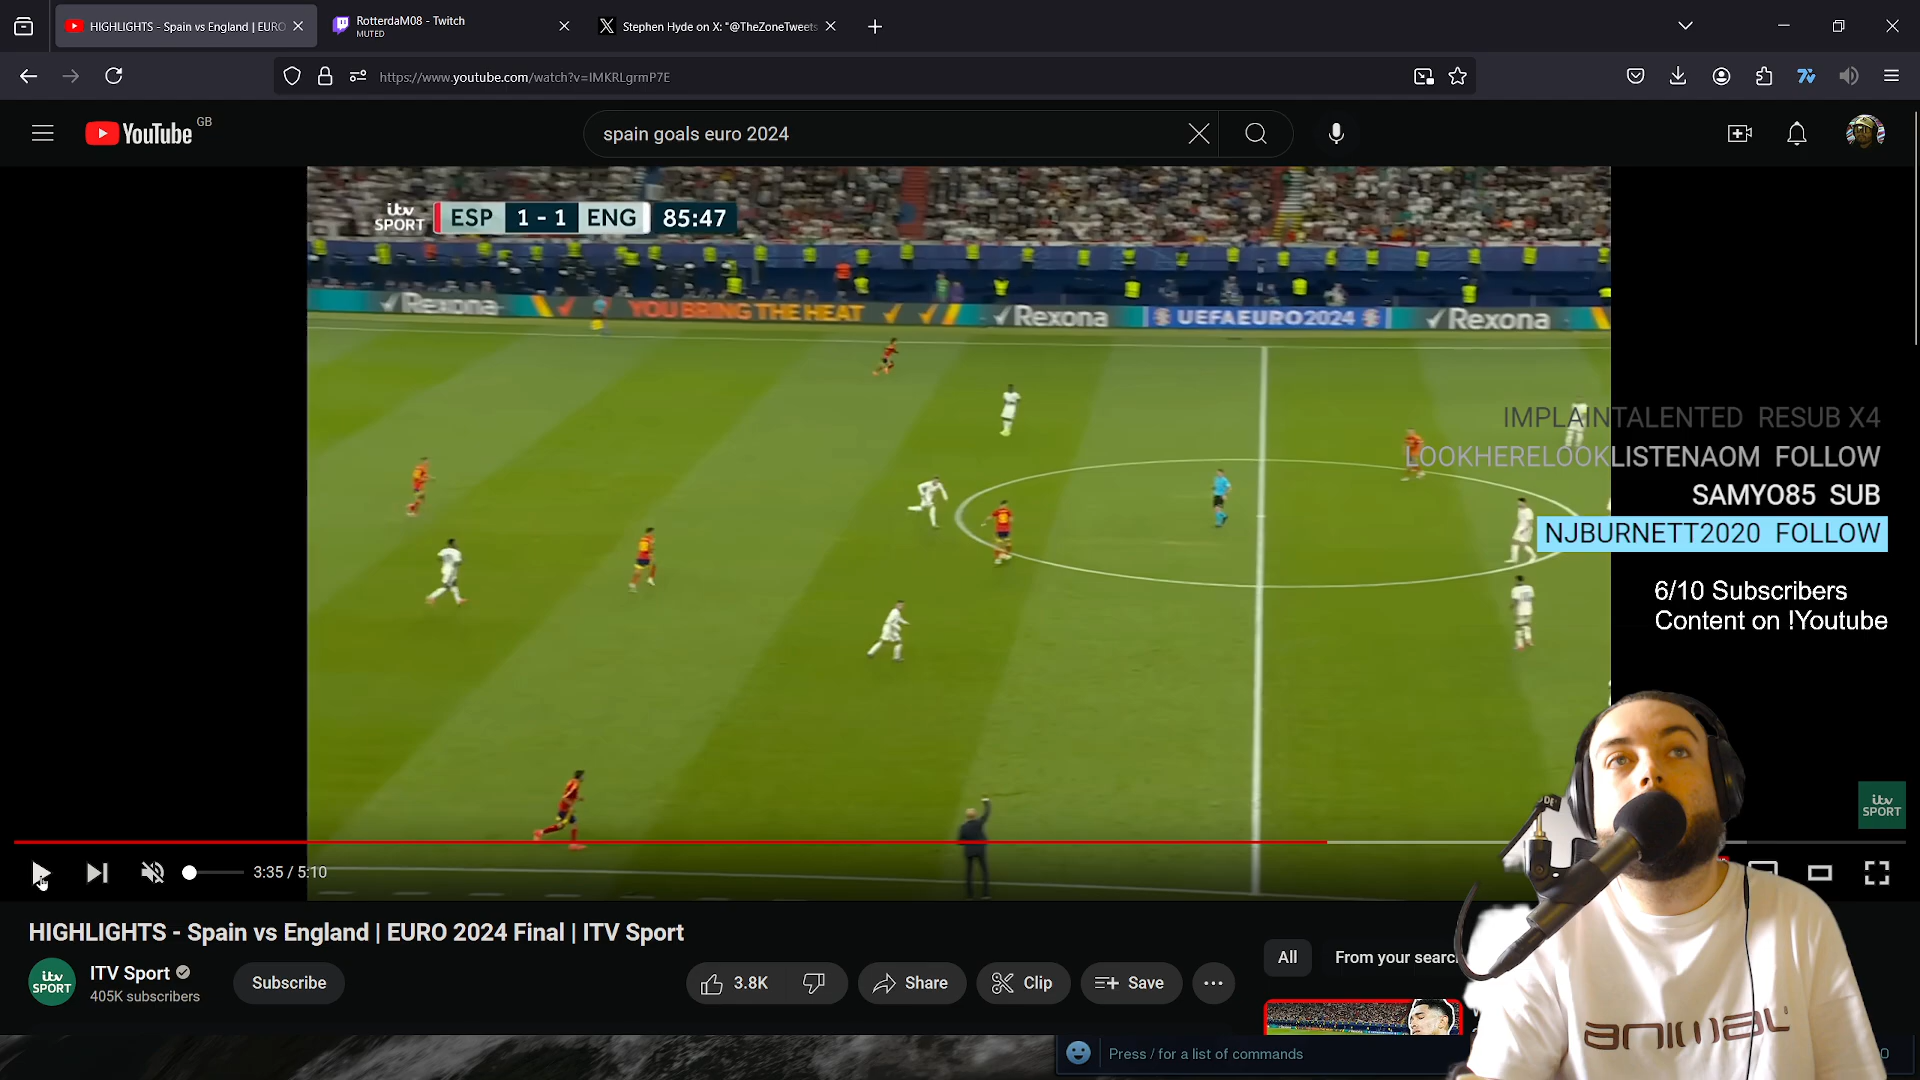 HIGHLIGHTS - Spain vs England | EURO
RotterdaM08 - Twitch
MUTED
Stephen Hyde on X: "@TheZoneTweets
https://www.youtube.com/watch?v=IMKRLgrmP7E
YouTube GB
spain goals euro 2024
itv SPORT ESP 1 - 1 ENG 85:47
Rexona YOU BRING THE HEAT Rexona UEFAEURO2024 Rexona
IMPLAINTALENTED RESUB X4
LOOKHERELOOKLISTENAOM FOLLOW
SAMYO85 SUB
NJBURNETT2020 FOLLOW
6/10 Subscribers
Content on !Youtube
itv SPORT
3:35 / 5:10
HIGHLIGHTS - Spain vs England | EURO 2024 Final | ITV Sport
itv SPORT
ITV Sport
405K subscribers
Subscribe
3.8K
Share
Clip
Save
All
From your search
animal
Press / for a list of commands